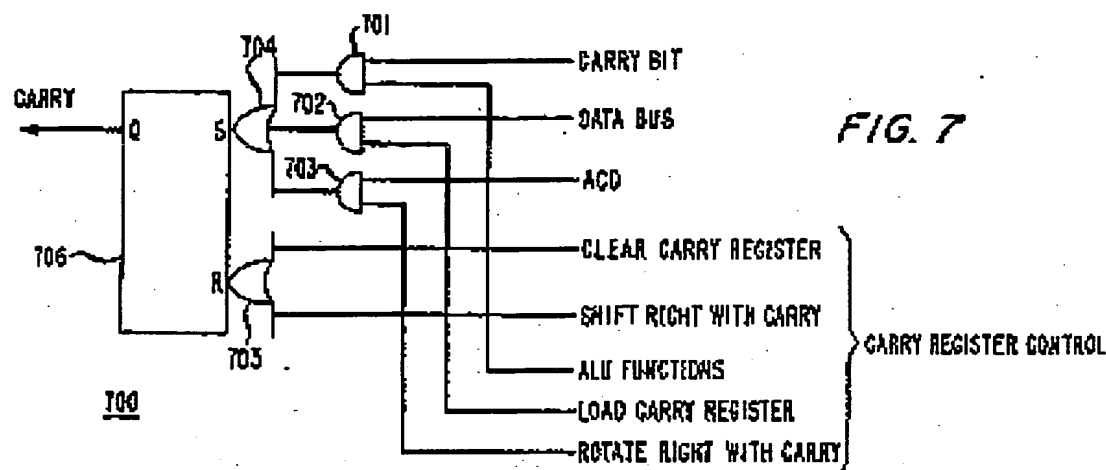 701
704
CARRY BIT
CARRY
702
DATA BUS
FIG. 7
Q
S
703
ACD
706
CLEAR CARRY REGISTER
R
SHIFT RIGHT WITH CARRY
CARRY REGISTER CONTROL
705
ALU FUNCTIONS
700
LOAD CARRY REGISTER
ROTATE RIGHT WITH CARRY